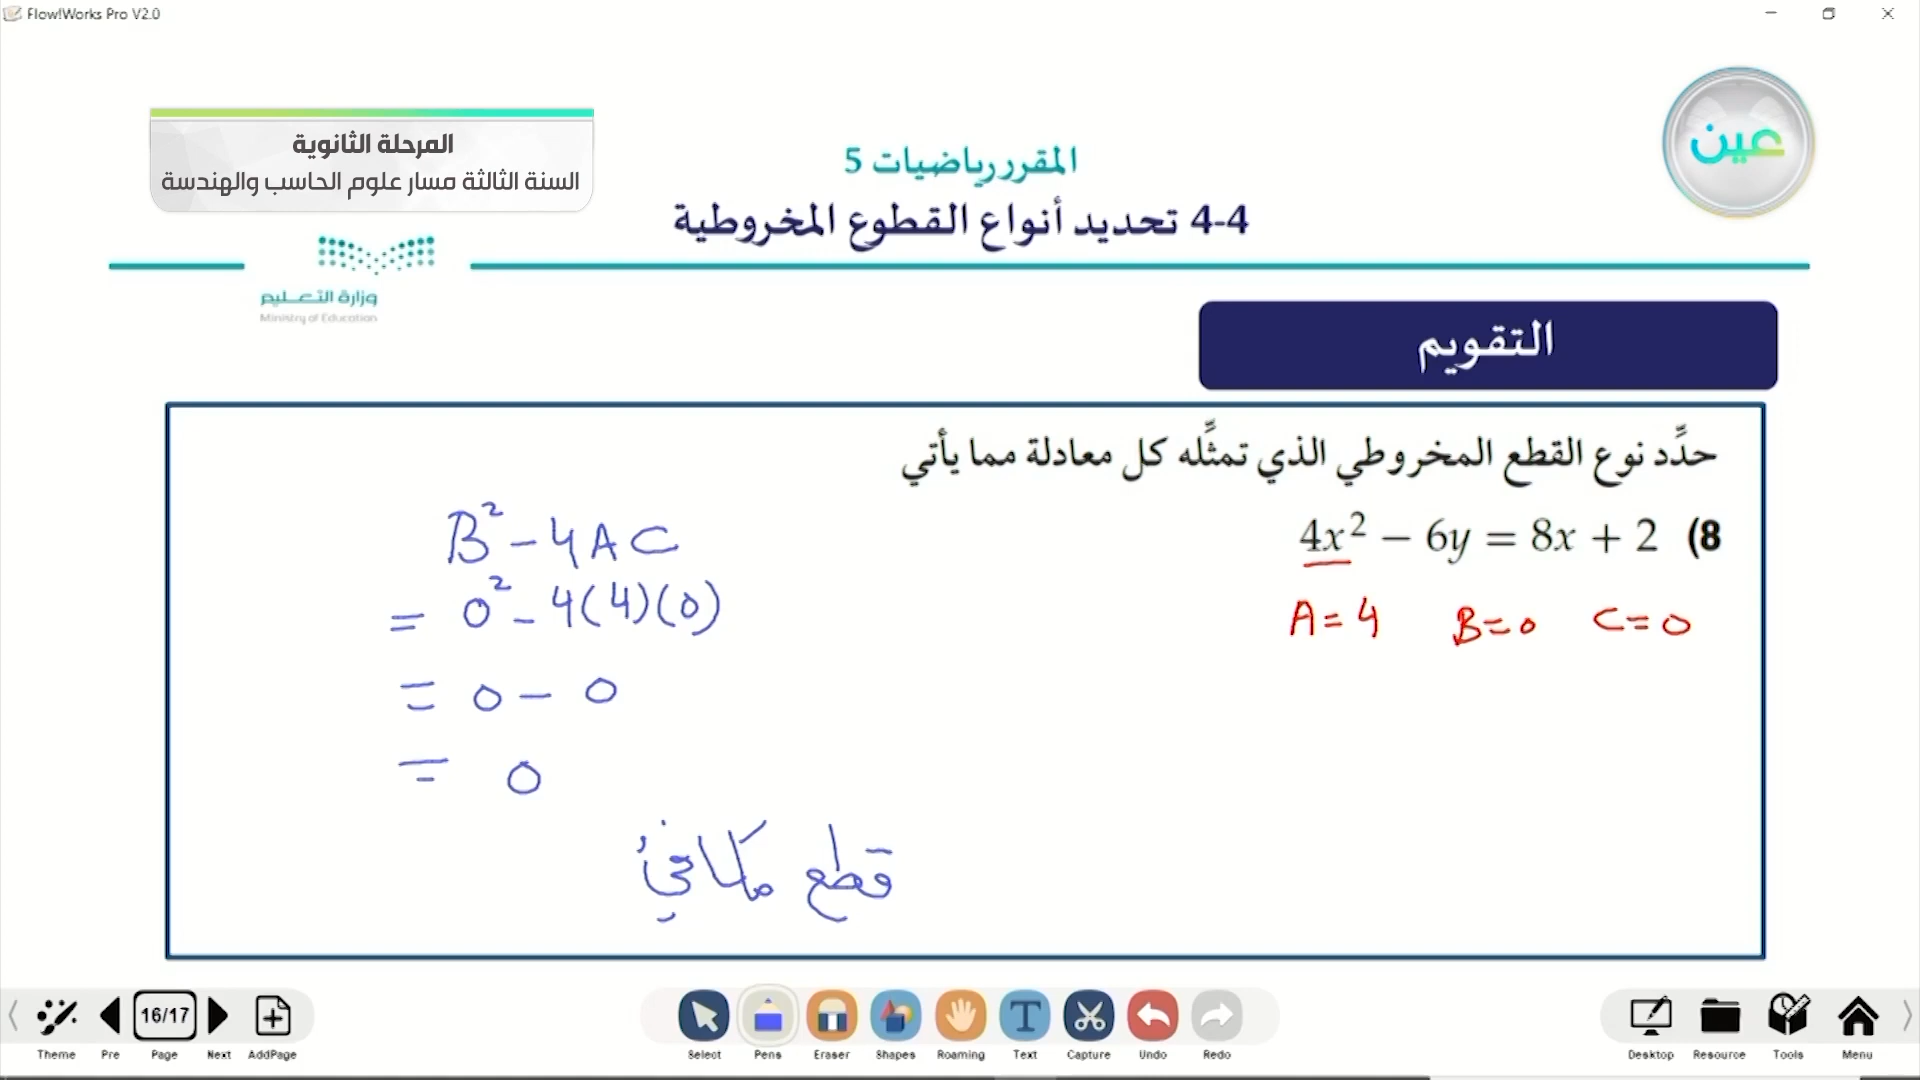 Flow!Works Pro V2.0
المرحلة الثانوية
السنة الثالثة مسار علوم الحاسب والهندسة
المقرر رياضيات 5
4-4 تحديد أنواع القطوع المخروطية
عين
وزارة التعليم
Ministry of Education
التقويم
حدِّد نوع القطع المخروطي الذي تمثِّله كل معادلة مما يأتي
4x² − 6y = 8x + 2 (8
A = 4 B = 0 C = 0
B² − 4AC
= 0² − 4(4)(0)
= 0 − 0
= 0
قطع مكافئ
16/17
Theme Pre Page Next AddPage Select Pens Eraser Shapes Roaming Text Capture Undo Redo Desktop Resource Tools Menu